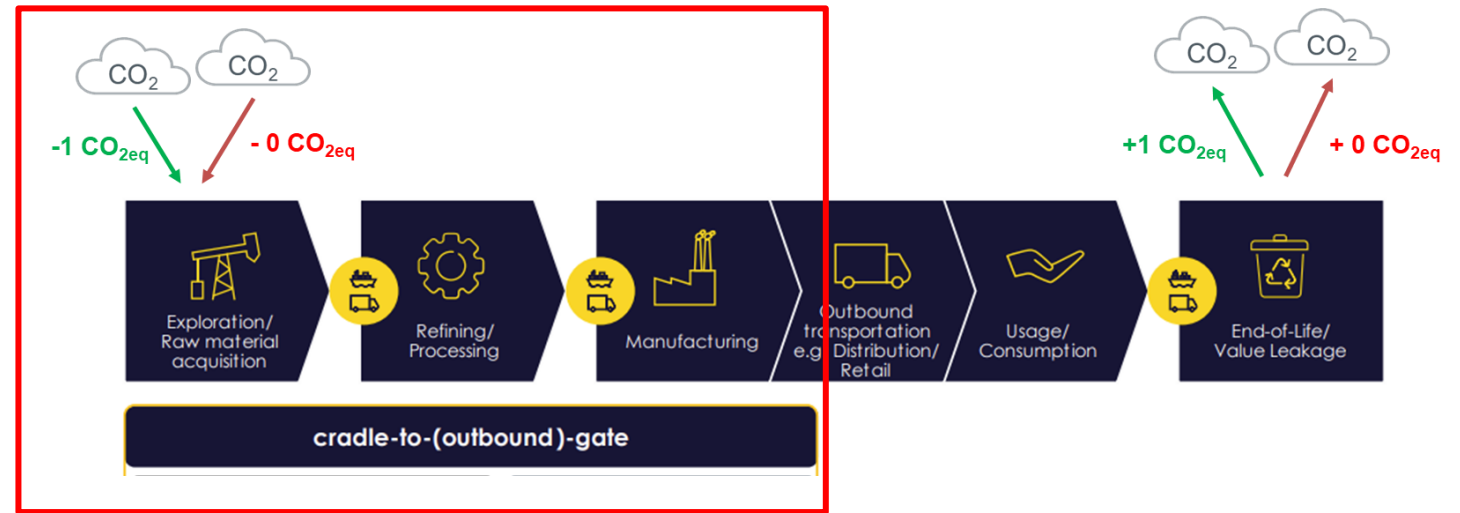 CO2
CO2
CO2
CO2
-1 CO2eq
- 0 CO2eq
+1 CO2eq
+ 0 CO2eq
Exploration/
Raw material
acquisition
Refining/
Processing
Manufacturing
Outbound
transportation
e.g. Distribution/
Retail
Usage/
Consumption
End-of-Life/
Value Leakage
cradle-to-(outbound)-gate